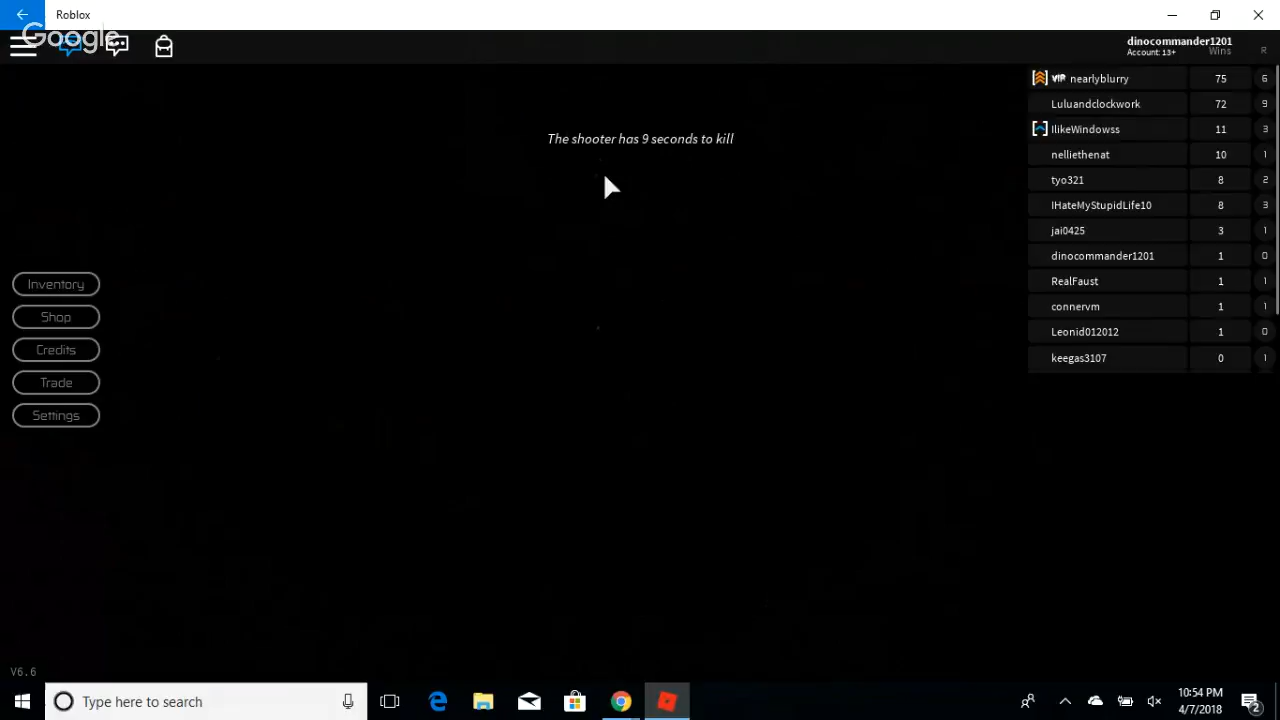 Roblox
Google
dinocommander1201
Account: 13+
Wins
R
VIP nearlyblurry 75 6
Luluandclockwork 72 9
IlikeWindowss 11 3
nelliethenat 10 1
tyo321 8 2
IHateMyStupidLife10 8 3
jai0425 3 1
dinocommander1201 1 0
RealFaust 1 1
connervm 1 1
Leonid012012 1 0
keegas3107 0 1
The shooter has 9 seconds to kill
Inventory
Shop
Credits
Trade
Settings
V6.6
Type here to search
10:54 PM
4/7/2018
2